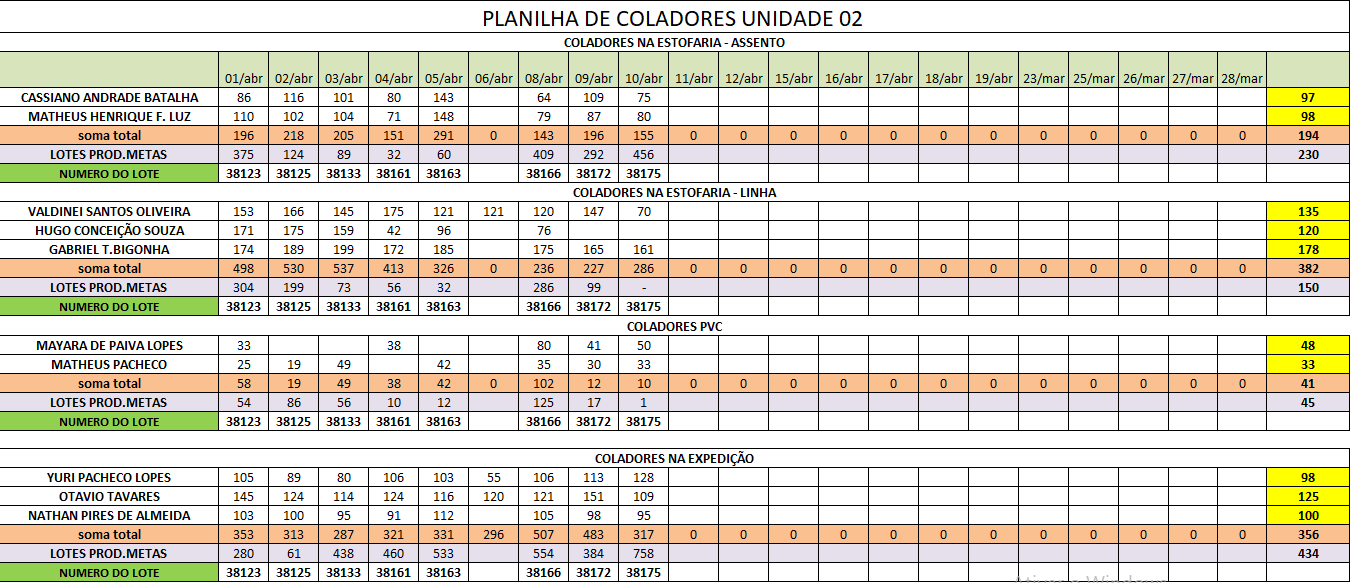 PLANILHA DE COLADORES UNIDADE 02
COLADORES NA ESTOFARIA - ASSENTO
01/abr 02/abr 03/abr 04/abr 05/abr 06/abr 08/abr 09/abr 10/abr 11/abr 12/abr 15/abr 16/abr 17/abr 18/abr 19/abr 23/mar 25/mar 26/mar 27/mar 28/mar
CASSIANO ANDRADE BATALHA 86 116 101 80 143 64 109 75 97
MATHEUS HENRIQUE F. LUZ 110 102 104 71 148 79 87 80 98
soma total 196 218 205 151 291 0 143 196 155 0 0 0 0 0 0 0 0 0 0 0 0 194
LOTES PROD.METAS 375 124 89 32 60 409 292 456 230
NUMERO DO LOTE 38123 38125 38133 38161 38163 38166 38172 38175
COLADORES NA ESTOFARIA - LINHA
VALDINEI SANTOS OLIVEIRA 153 166 145 175 121 121 120 147 70 135
HUGO CONCEIÇÃO SOUZA 171 175 159 42 96 76 120
GABRIEL T.BIGONHA 174 189 199 172 185 175 165 161 178
soma total 498 530 537 413 326 0 236 227 286 0 0 0 0 0 0 0 0 0 0 0 0 382
LOTES PROD.METAS 304 199 73 56 32 286 99 - 150
NUMERO DO LOTE 38123 38125 38133 38161 38163 38166 38172 38175
COLADORES PVC
MAYARA DE PAIVA LOPES 33 38 80 41 50 48
MATHEUS PACHECO 25 19 49 42 35 30 33 33
soma total 58 19 49 38 42 0 102 12 10 0 0 0 0 0 0 0 0 0 0 0 0 41
LOTES PROD.METAS 54 86 56 10 12 125 17 1 45
NUMERO DO LOTE 38123 38125 38133 38161 38163 38166 38172 38175
COLADORES NA EXPEDIÇÃO
YURI PACHECO LOPES 105 89 80 106 103 55 106 113 128 98
OTAVIO TAVARES 145 124 114 124 116 120 121 151 109 125
NATHAN PIRES DE ALMEIDA 103 100 95 91 112 105 98 95 100
soma total 353 313 287 321 331 296 507 483 317 0 0 0 0 0 0 0 0 0 0 0 0 356
LOTES PROD.METAS 280 61 438 460 533 554 384 758 434
NUMERO DO LOTE 38123 38125 38133 38161 38163 38166 38172 38175